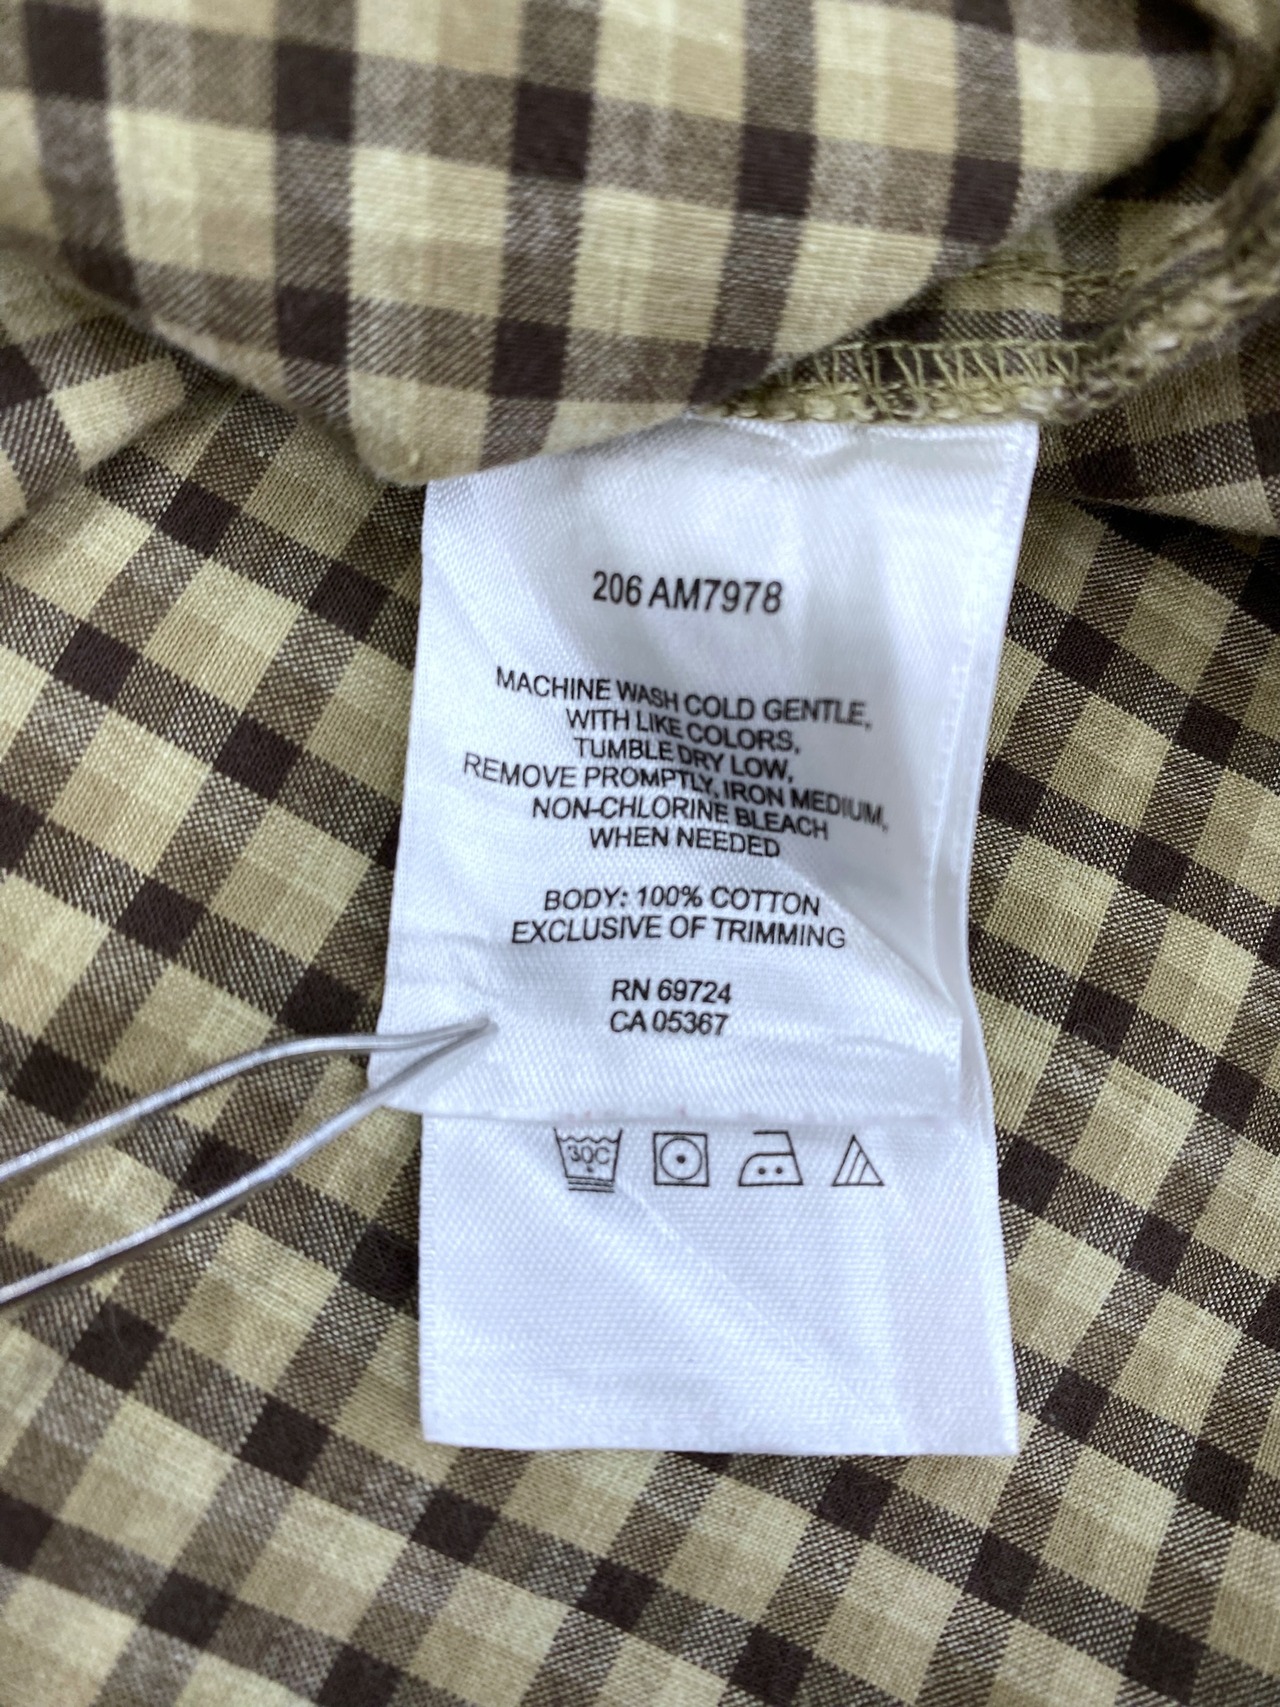 206 AM7978
MACHINE WASH COLD GENTLE,
WITH LIKE COLORS,
TUMBLE DRY LOW,
REMOVE PROMPTLY, IRON MEDIUM,
NON-CHLORINE BLEACH
WHEN NEEDED
BODY: 100% COTTON
EXCLUSIVE OF TRIMMING
RN 69724
CA 05367
30C